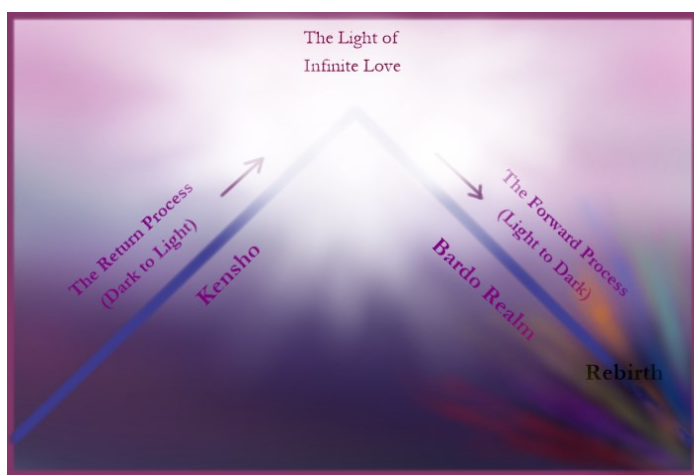 The Light of
Infinite Love
The Return Process
(Dark to Light)
Kensho
The Forward Process
(Light to Dark)
Bardo Realm
Rebirth